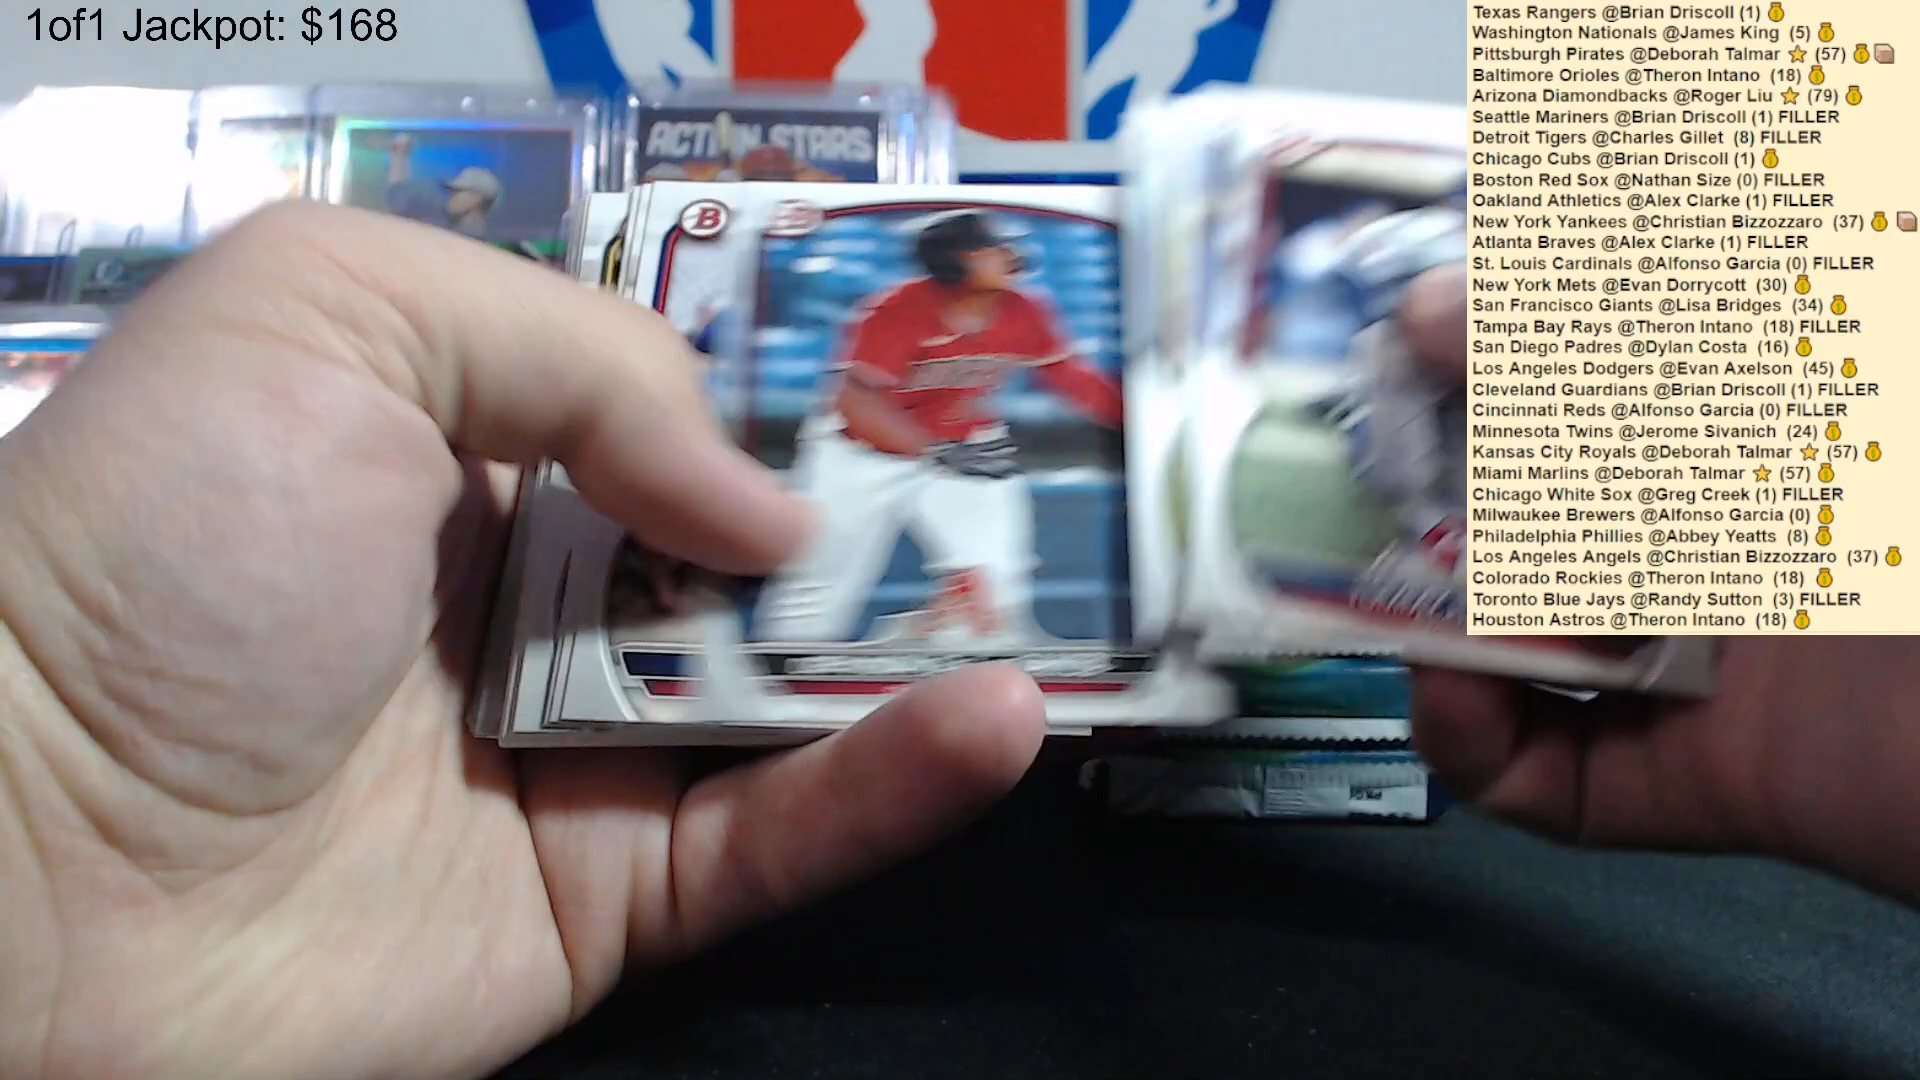 1of1 Jackpot: $168
ACTION STARS
B
Texas Rangers @Brian Driscoll (1)
Washington Nationals @James King (5)
Pittsburgh Pirates @Deborah Talmar ⭐ (57)
Baltimore Orioles @Theron Intano (18)
Arizona Diamondbacks @Roger Liu ⭐ (79)
Seattle Mariners @Brian Driscoll (1) FILLER
Detroit Tigers @Charles Gillet (8) FILLER
Chicago Cubs @Brian Driscoll (1)
Boston Red Sox @Nathan Size (0) FILLER
Oakland Athletics @Alex Clarke (1) FILLER
New York Yankees @Christian Bizzozzaro (37)
Atlanta Braves @Alex Clarke (1) FILLER
St. Louis Cardinals @Alfonso Garcia (0) FILLER
New York Mets @Evan Dorrycott (30)
San Francisco Giants @Lisa Bridges (34)
Tampa Bay Rays @Theron Intano (18) FILLER
San Diego Padres @Dylan Costa (16)
Los Angeles Dodgers @Evan Axelson (45)
Cleveland Guardians @Brian Driscoll (1) FILLER
Cincinnati Reds @Alfonso Garcia (0) FILLER
Minnesota Twins @Jerome Sivanich (24)
Kansas City Royals @Deborah Talmar ⭐ (57)
Miami Marlins @Deborah Talmar ⭐ (57)
Chicago White Sox @Greg Creek (1) FILLER
Milwaukee Brewers @Alfonso Garcia (0)
Philadelphia Phillies @Abbey Yeatts (8)
Los Angeles Angels @Christian Bizzozzaro (37)
Colorado Rockies @Theron Intano (18)
Toronto Blue Jays @Randy Sutton (3) FILLER
Houston Astros @Theron Intano (18)